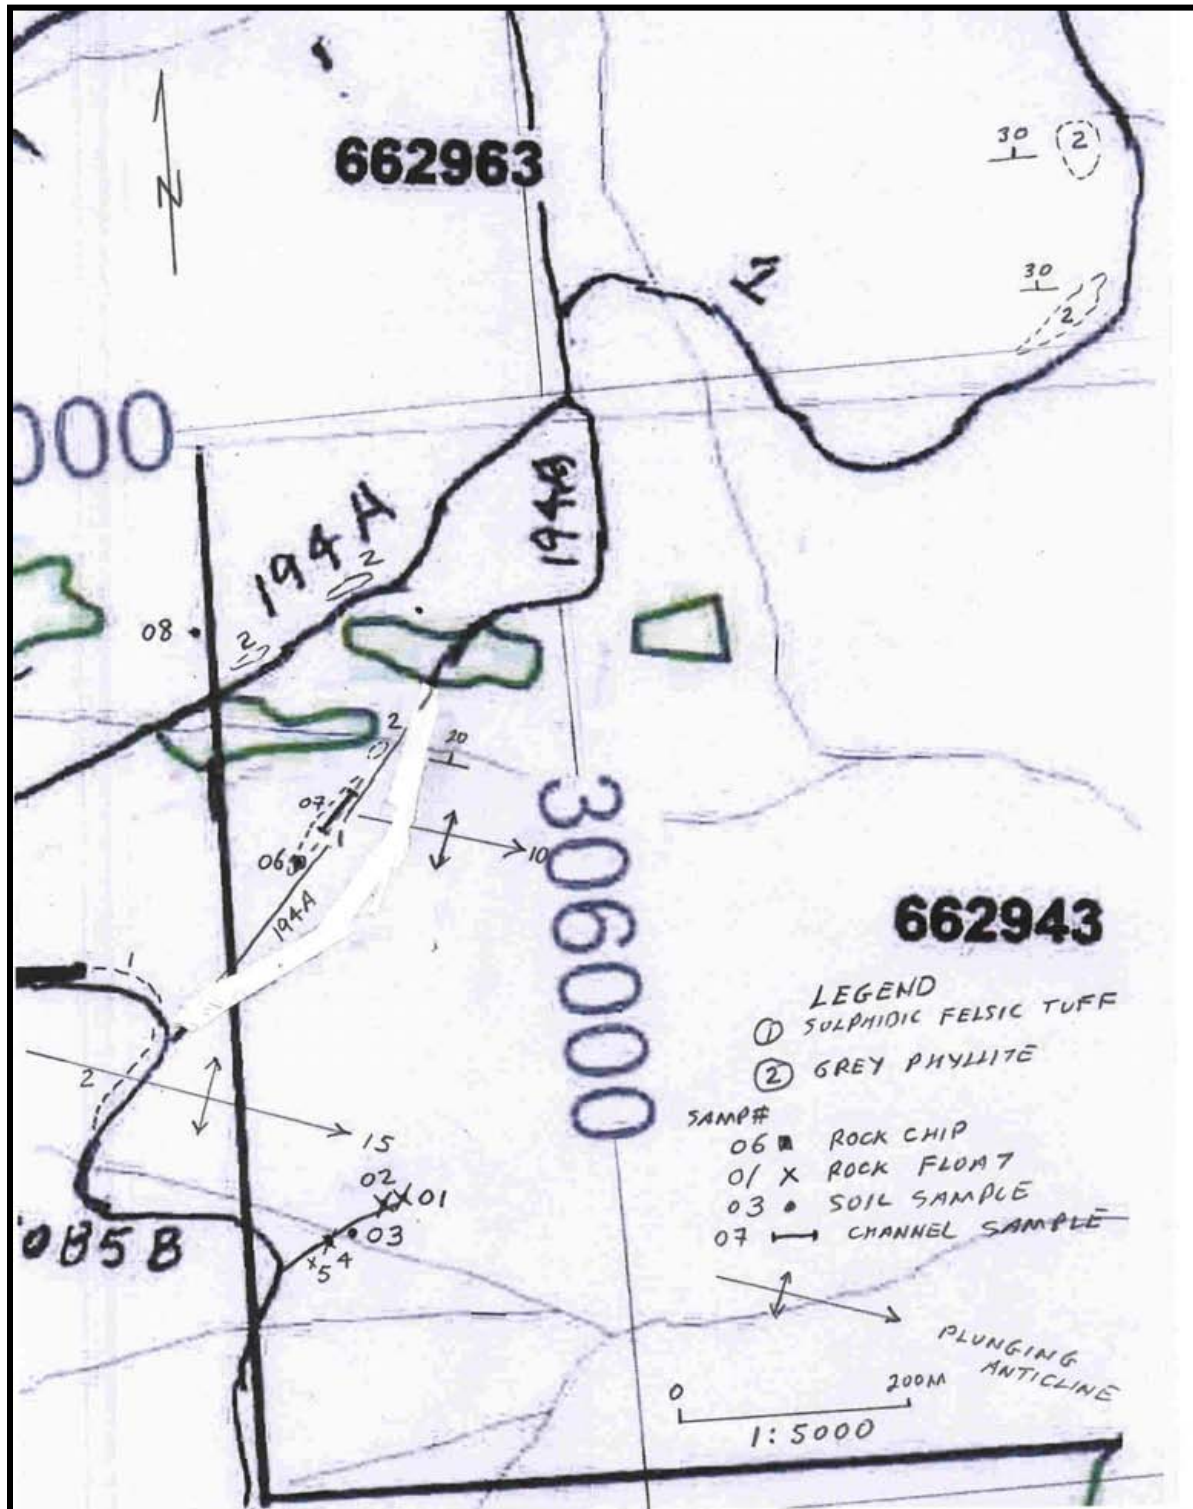 N
662963
30
2
30
2
000
194A
194B
2
2
08
2
20
07
1
06
10
194A
306000
662943
1
2
15
LEGEND
① SULPHIDIC FELSIC TUFF
② GREY PHYLLITE
SAMP#
06 ■ ROCK CHIP
01 X ROCK FLOAT
03 • SOIL SAMPLE
07 CHANNEL SAMPLE
02
01
03
4
5
0B5B
PLUNGING
ANTICLINE
0 200M
1:5000